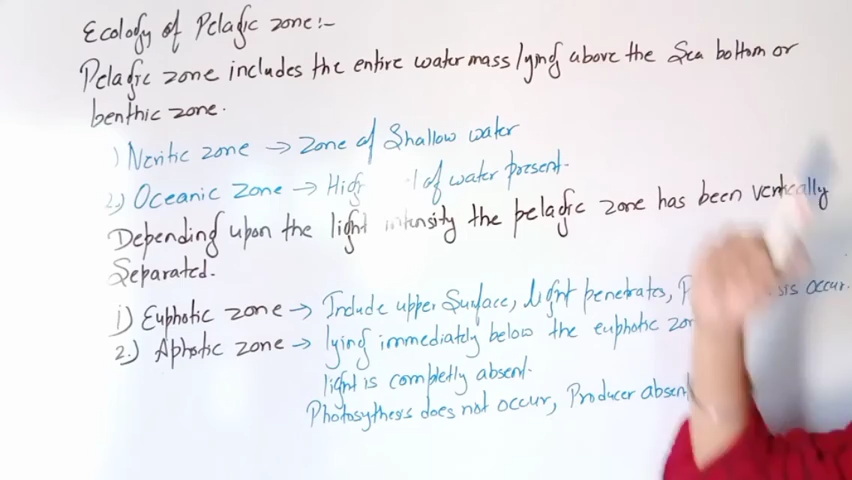 Ecology of Pelagic zone:-
Pelagic zone includes the entire water mass lying above the Sea bottom or
benthic zone.
1) Neritic zone → Zone of Shallow water
2.) Oceanic zone → High of water present.
Depending upon the light intensity the pelagic zone has been vertically
Separated.
1) Euphotic zone → Include upper Surface, light penetrates, occur.
2.) Aphotic zone → lying immediately below the euphotic
light is completly absent.
Photosythesis does not occur, Producer absent